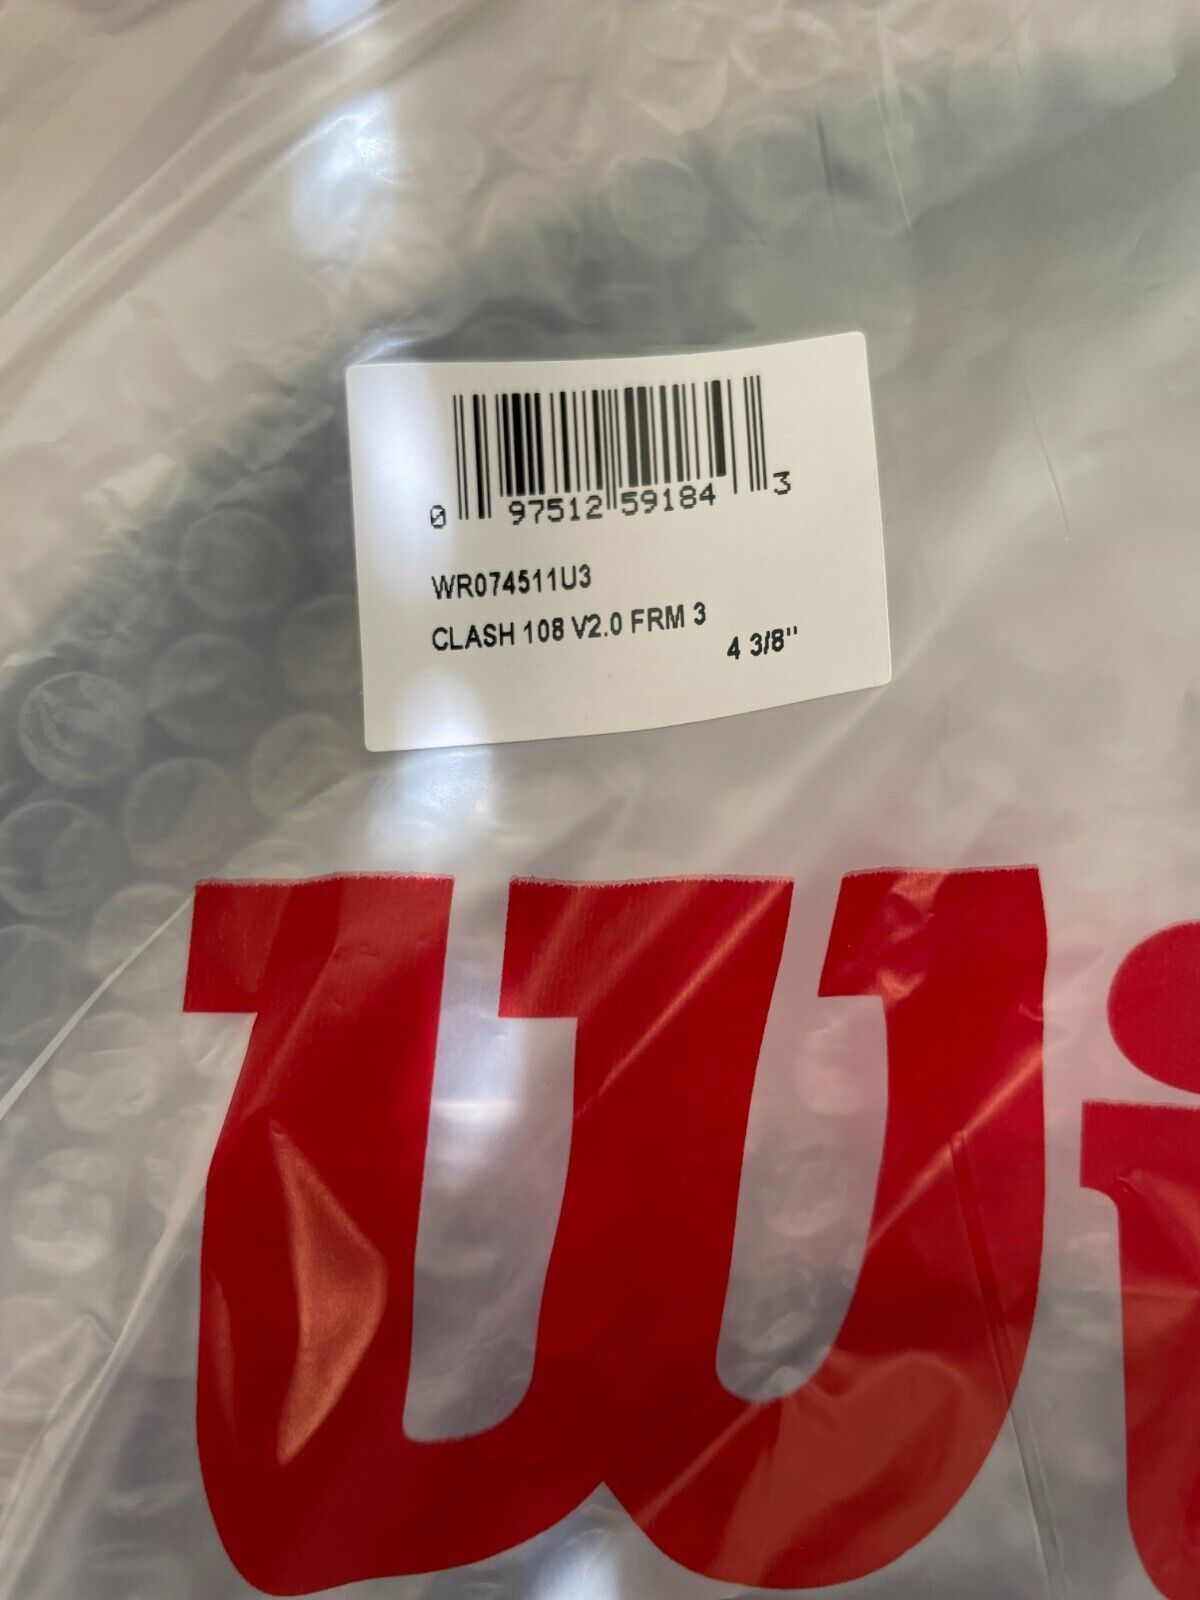 0 97512 59184 3
WR074511U3
CLASH 108 V2.0 FRM 3
4 3/8"
Wi